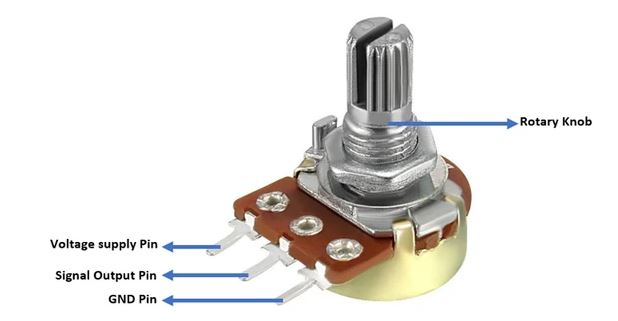 Rotary Knob
Voltage supply Pin
Signal Output Pin
GND Pin